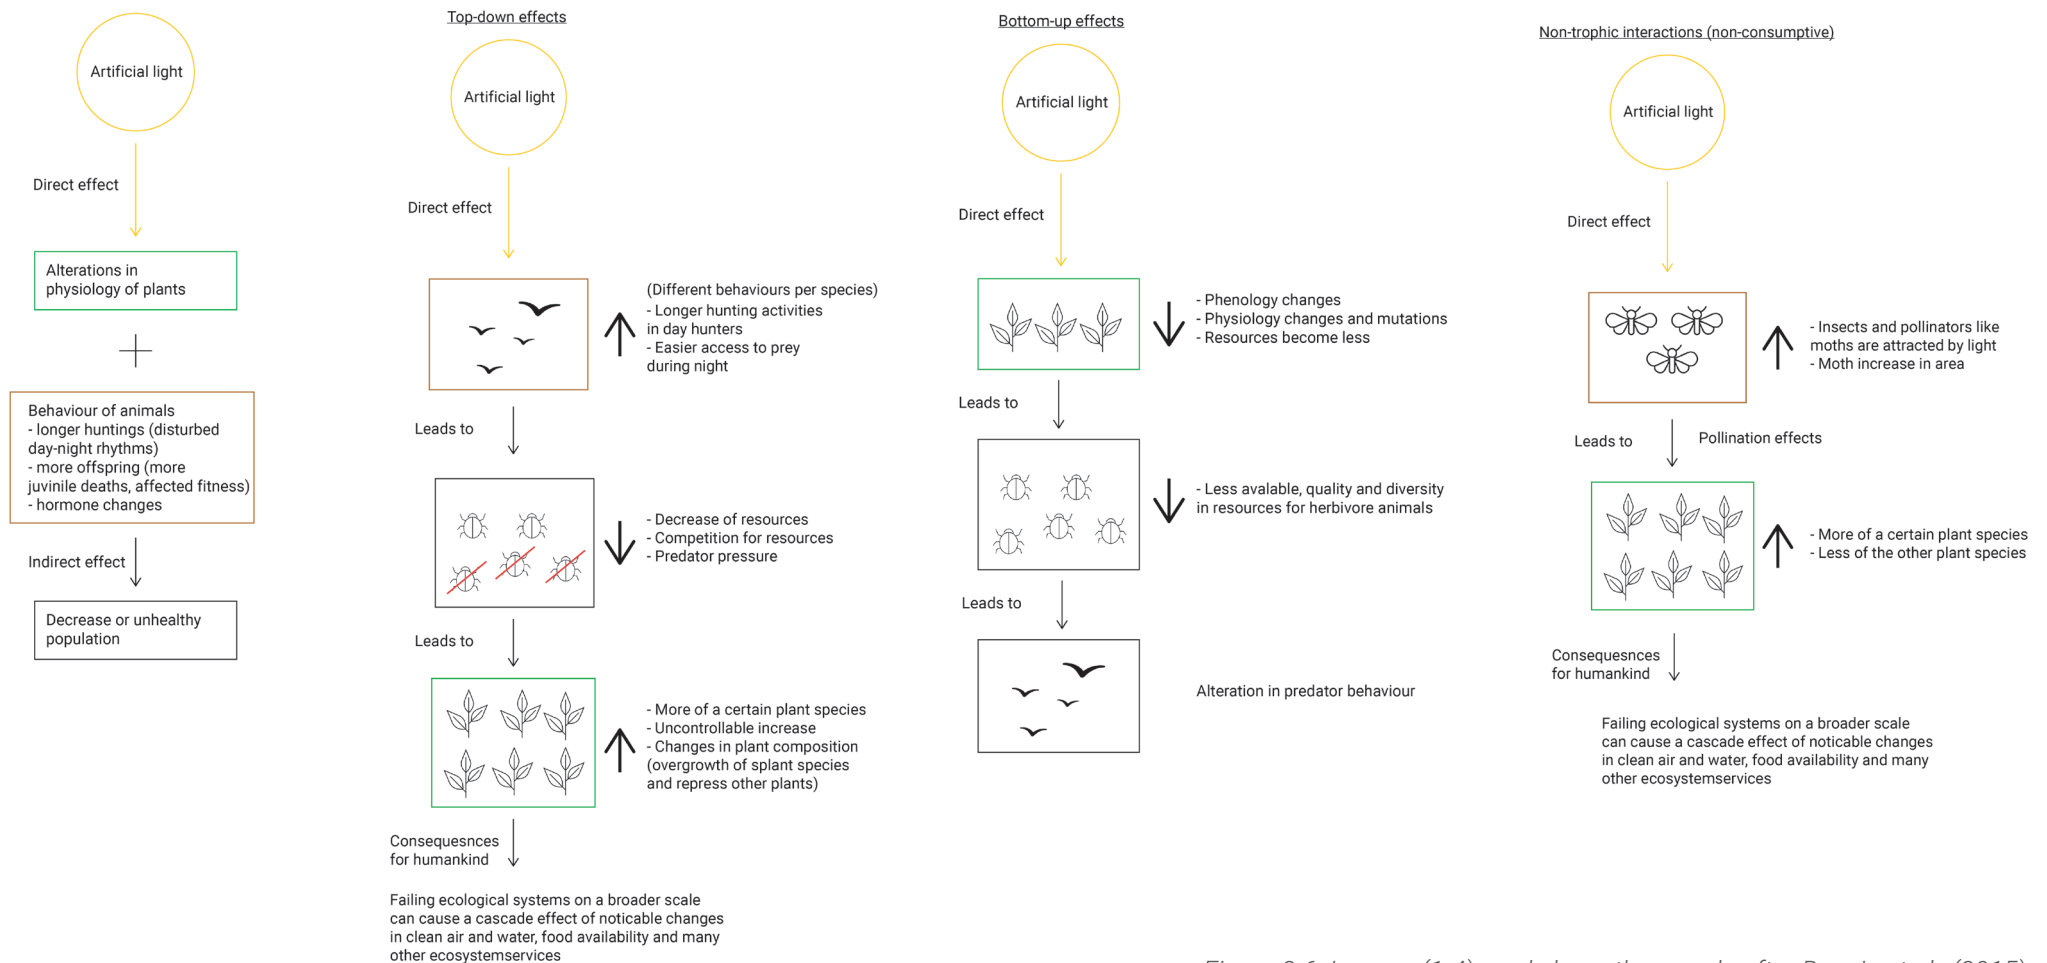 Artificial light
Direct effect
Alterations in
physiology of plants
Behaviour of animals
- longer huntings (disturbed
day-night rhythms)
- more offspring (more
juvinile deaths, affected fitness)
- hormone changes
Indirect effect
Decrease or unhealthy
population
Top-down effects
Artificial light
Direct effect
(Different behaviours per species)
- Longer hunting activities
in day hunters
- Easier access to prey
during night
Leads to
- Decrease of resources
- Competition for resources
- Predator pressure
Leads to
- More of a certain plant species
- Uncontrollable increase
- Changes in plant composition
(overgrowth of splant species
and repress other plants)
Consequesnces
for humankind
Failing ecological systems on a broader scale
can cause a cascade effect of noticable changes
in clean air and water, food availability and many
other ecosystemservices
Bottom-up effects
Artificial light
Direct effect
- Phenology changes
- Physiology changes and mutations
- Resources become less
Leads to
- Less avalable, quality and diversity
in resources for herbivore animals
Leads to
Alteration in predator behaviour
Non-trophic interactions (non-consumptive)
Artificial light
Direct effect
- Insects and pollinators like
moths are attracted by light
- Moth increase in area
Leads to
Pollination effects
- More of a certain plant species
- Less of the other plant species
Consequesnces
for humankind
Failing ecological systems on a broader scale
can cause a cascade effect of noticable changes
in clean air and water, food availability and many
other ecosystemservices